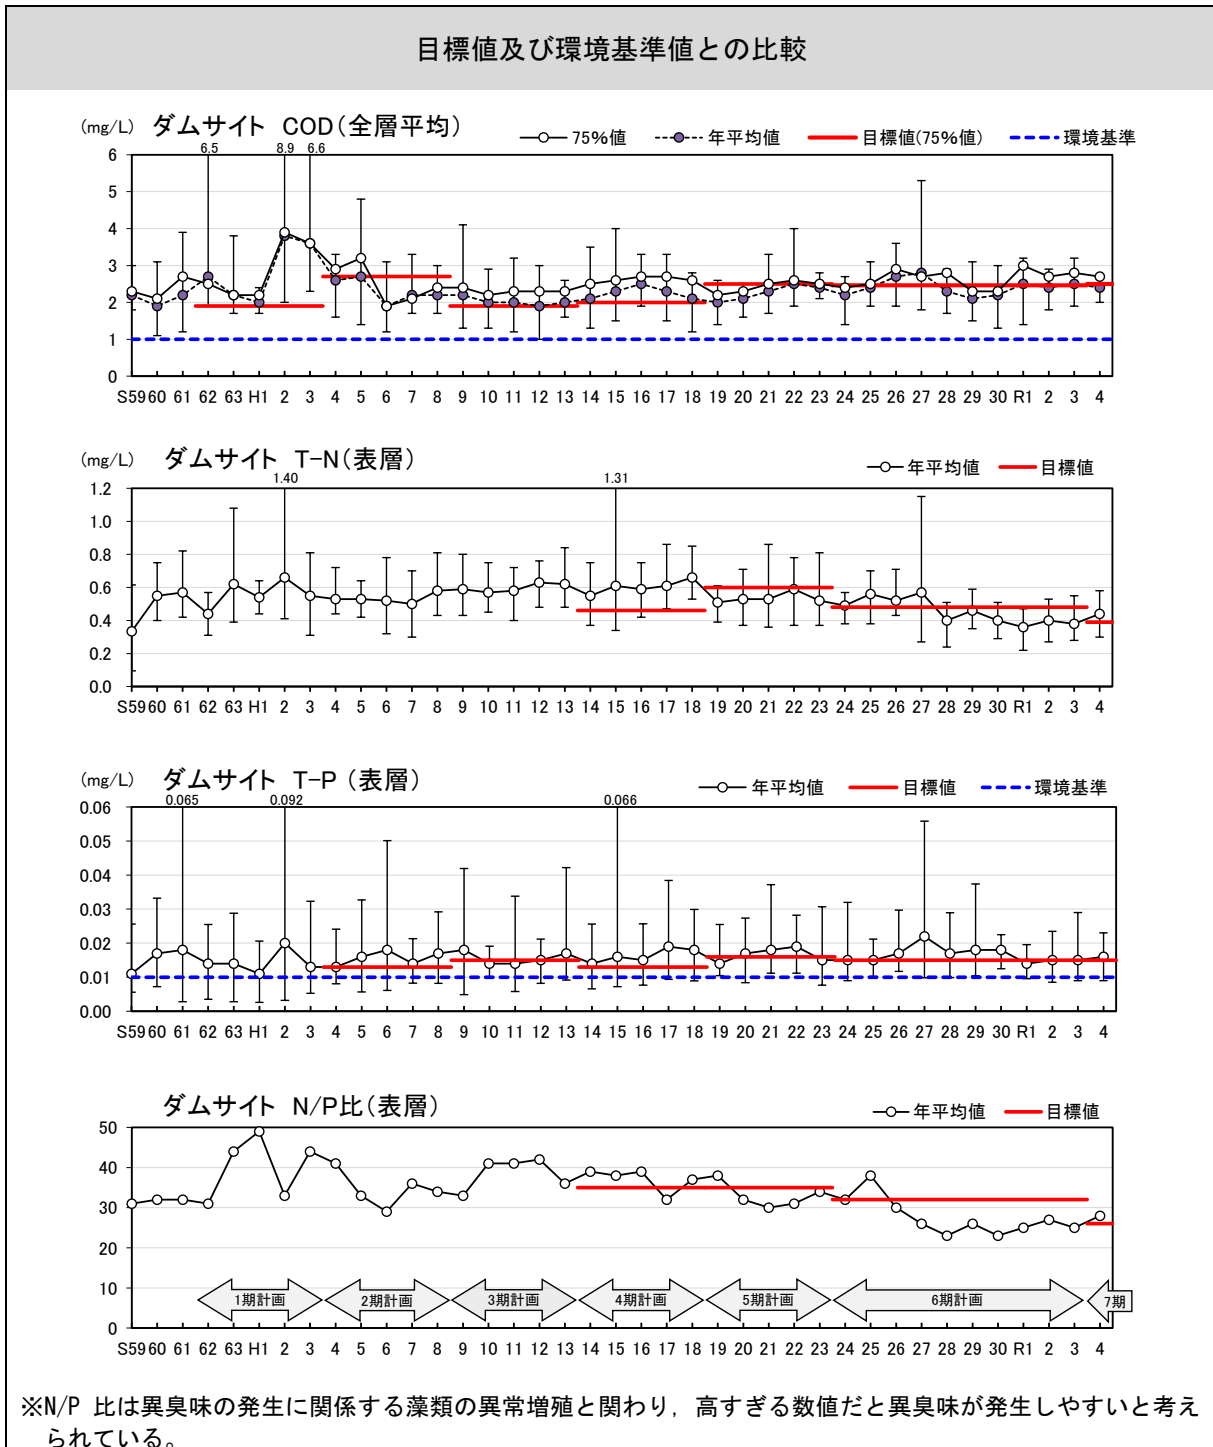 目標値及び環境基準値との比較
(mg/L) ダムサイト COD(全層平均)
75%値 年平均値 目標値(75%値) 環境基準
6.5 8.9 6.6
6
5
4
3
2
1
0
S59 60 61 62 63 H1 2 3 4 5 6 7 8 9 10 11 12 13 14 15 16 17 18 19 20 21 22 23 24 25 26 27 28 29 30 R1 2 3 4
(mg/L) ダムサイト T-N(表層)
年平均値 目標値
1.40 1.31
1.2
1.0
0.8
0.6
0.4
0.2
0.0
S59 60 61 62 63 H1 2 3 4 5 6 7 8 9 10 11 12 13 14 15 16 17 18 19 20 21 22 23 24 25 26 27 28 29 30 R1 2 3 4
(mg/L) ダムサイト T-P (表層)
年平均値 目標値 環境基準
0.065 0.092 0.066
0.06
0.05
0.04
0.03
0.02
0.01
0.00
S59 60 61 62 63 H1 2 3 4 5 6 7 8 9 10 11 12 13 14 15 16 17 18 19 20 21 22 23 24 25 26 27 28 29 30 R1 2 3 4
ダムサイト N/P比(表層)
年平均値 目標値
50
40
30
20
10
0
1期計画 2期計画 3期計画 4期計画 5期計画 6期計画 7期
S59 60 61 62 63 H1 2 3 4 5 6 7 8 9 10 11 12 13 14 15 16 17 18 19 20 21 22 23 24 25 26 27 28 29 30 R1 2 3 4
※N/P 比は異臭味の発生に関係する藻類の異常増殖と関わり，高すぎる数値だと異臭味が発生しやすいと考え
られている。